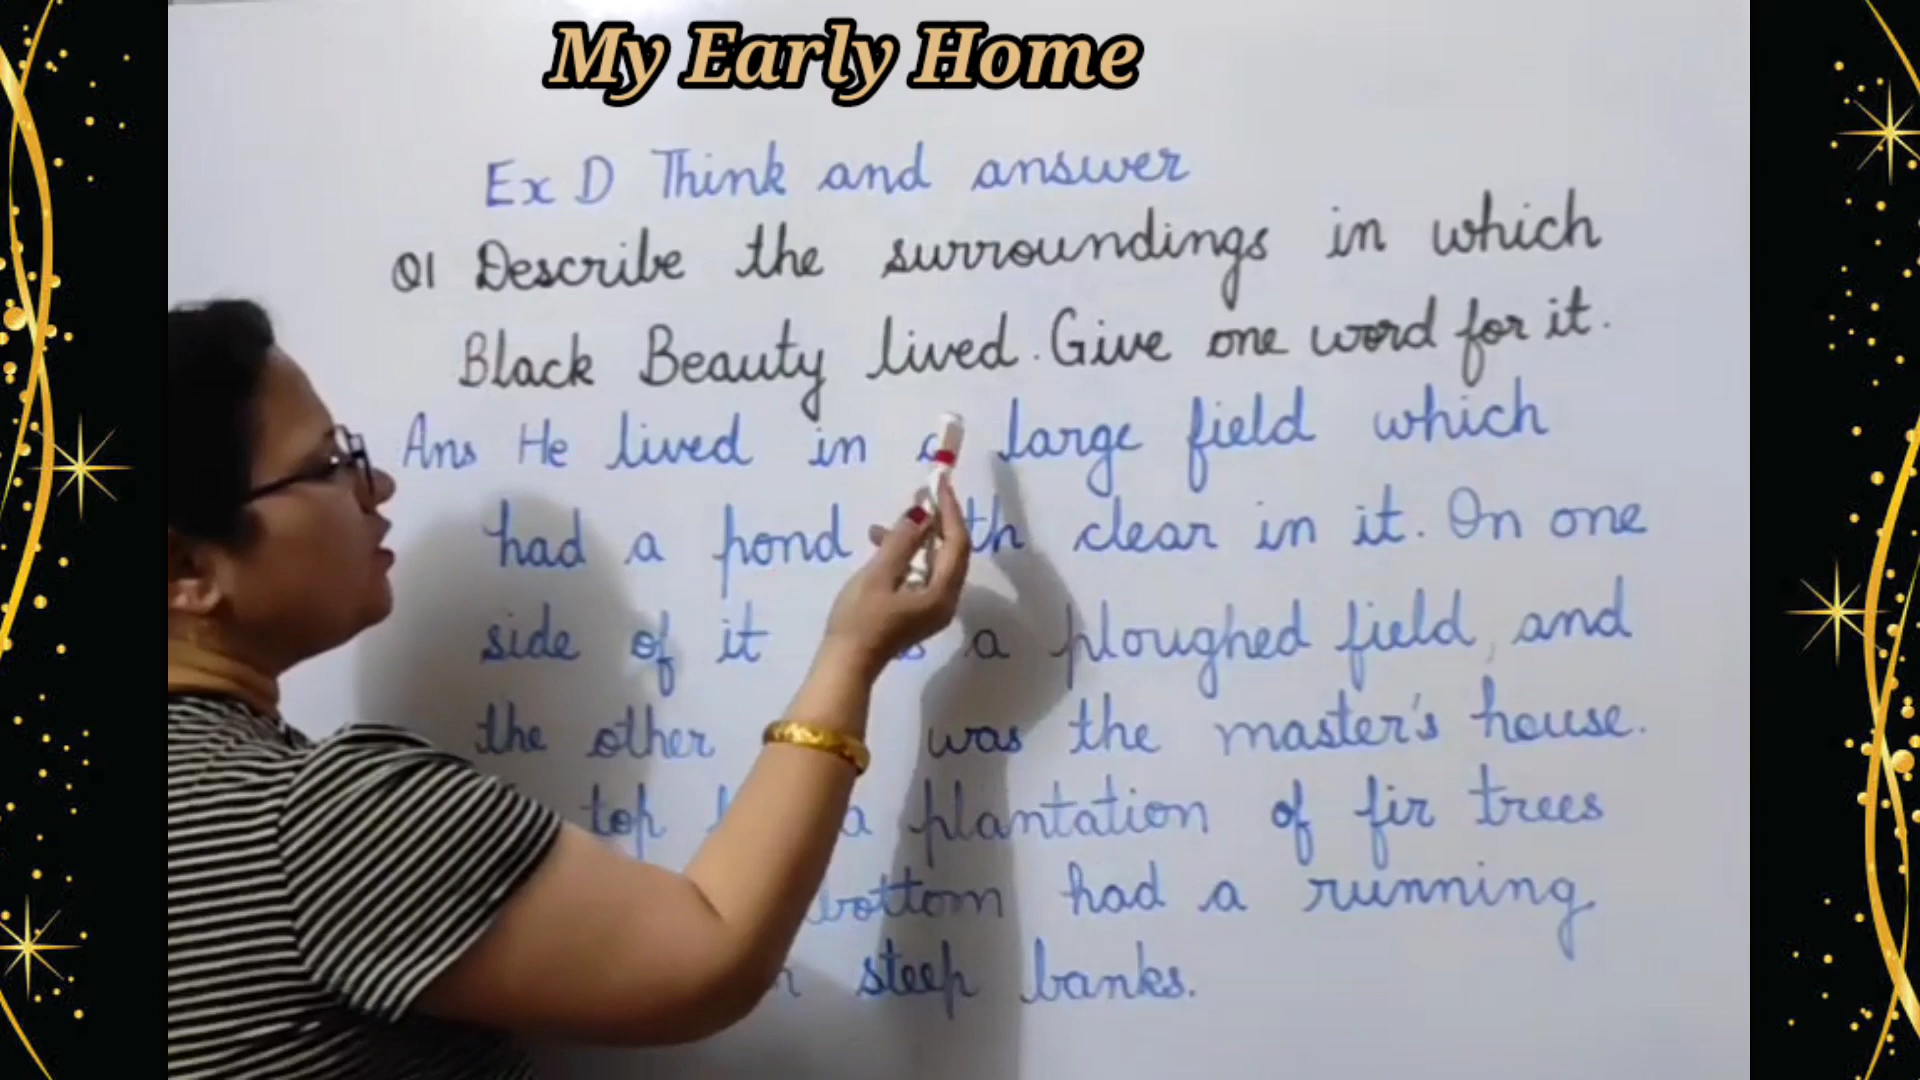 My Early Home
Ex D Think and answer
Q1 Describe the surroundings in which
Black Beauty lived. Give one word for it.
Ans He lived in a large field which
had a pond clear in it. On one
side of it a ploughed field, and
the other was the master's house.
top a plantation of fir trees
bottom had a running
steep banks.